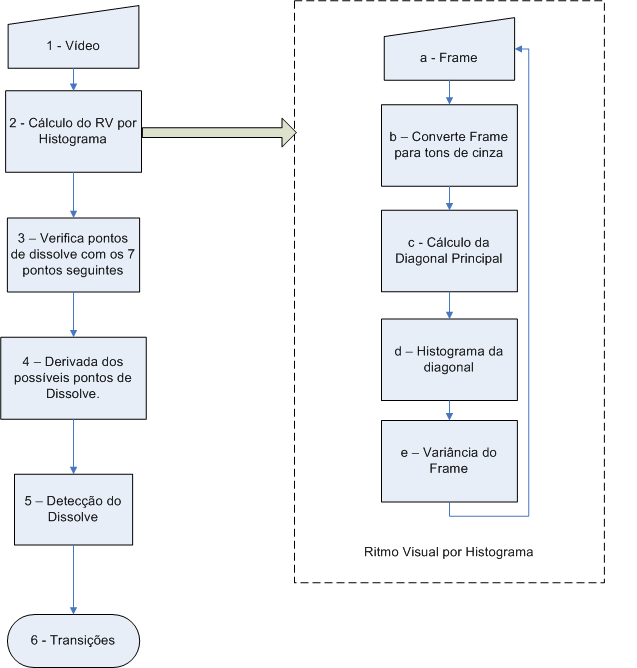 1 - Vídeo
2 - Cálculo do RV por
Histograma
3 – Verifica pontos
de dissolve com os 7
pontos seguintes
4 – Derivada dos
possíveis pontos de
Dissolve.
5 – Detecção do
Dissolve
6 - Transições
a - Frame
b – Converte Frame
para tons de cinza
c - Cálculo da
Diagonal Principal
d – Histograma da
diagonal
e – Variância do
Frame
Ritmo Visual por Histograma